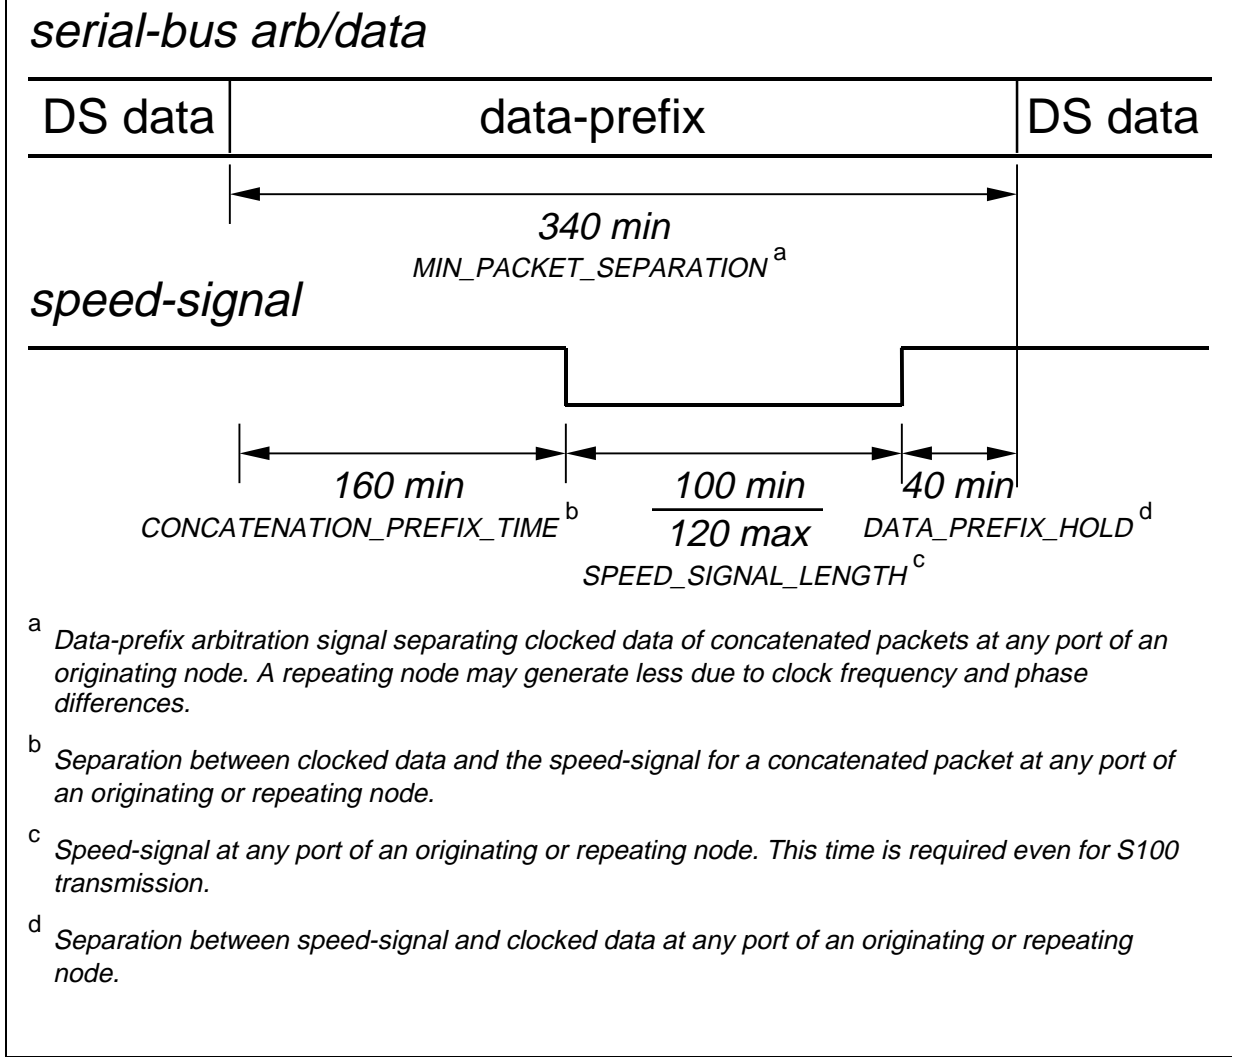 serial-bus arb/data
DS data data-prefix DS data
340 min
MIN_PACKET_SEPARATION a
speed-signal
160 min 100 min 40 min
CONCATENATION_PREFIX_TIME b 120 max DATA_PREFIX_HOLD d
SPEED_SIGNAL_LENGTH c
a Data-prefix arbitration signal separating clocked data of concatenated packets at any port of an
originating node. A repeating node may generate less due to clock frequency and phase
differences.
b Separation between clocked data and the speed-signal for a concatenated packet at any port of
an originating or repeating node.
c Speed-signal at any port of an originating or repeating node. This time is required even for S100
transmission.
d Separation between speed-signal and clocked data at any port of an originating or repeating
node.